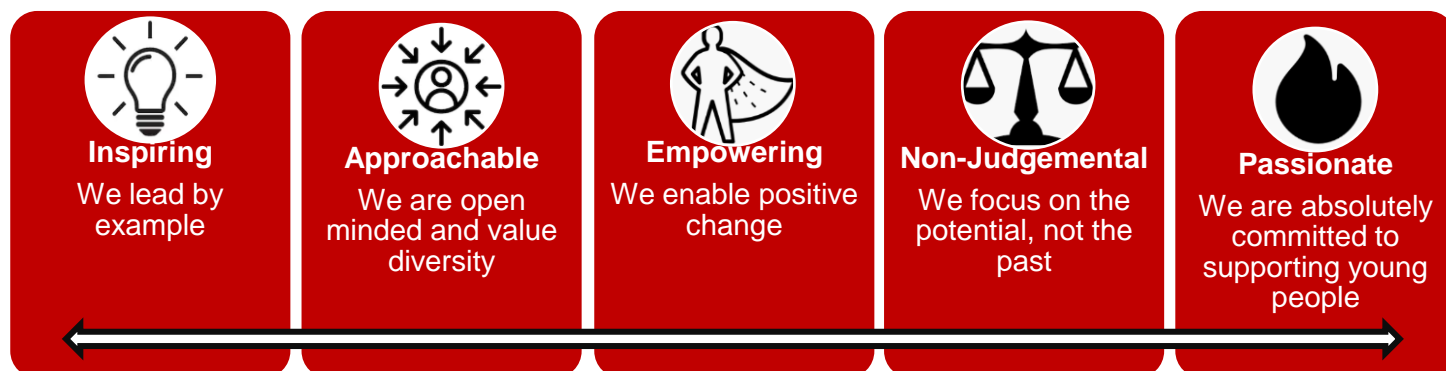 Inspiring
We lead by
example
Approachable
We are open
minded and value
diversity
Empowering
We enable positive
change
Non-Judgemental
We focus on the
potential, not the
past
Passionate
We are absolutely
committed to
supporting young
people